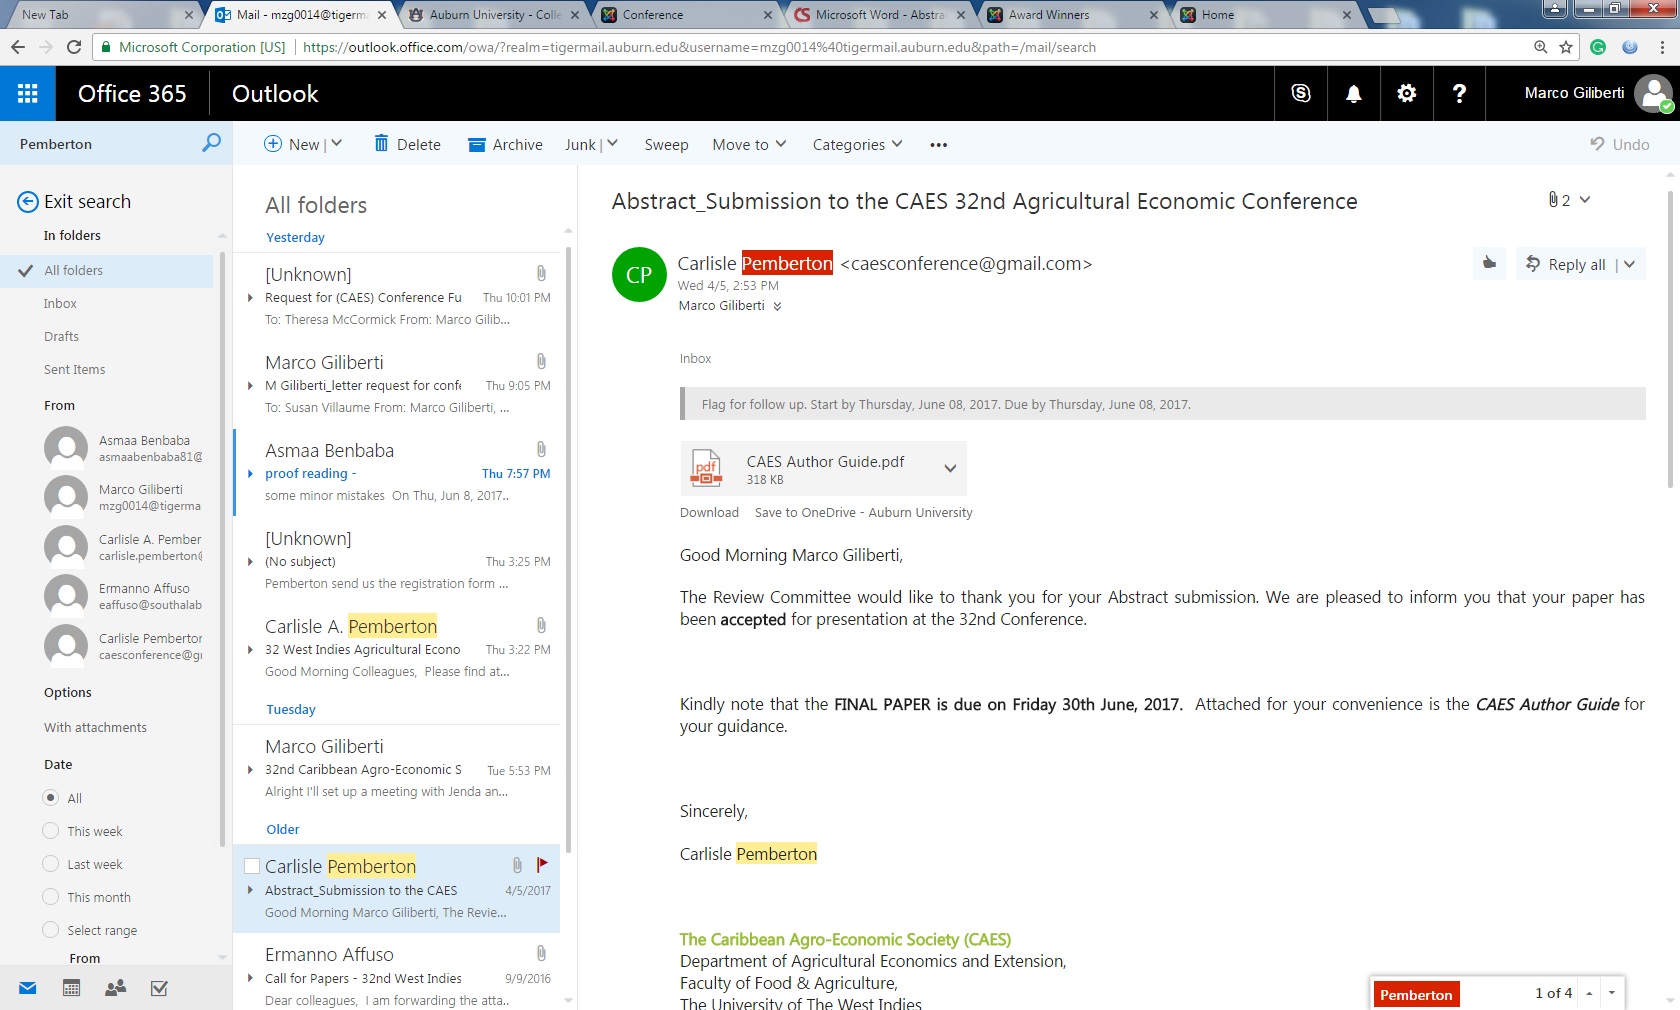 New Tab
Mail - mzg0014@tigerma
Auburn University - Colle
Conference
Microsoft Word - Abstra
Award Winners
Home
Microsoft Corporation [US]
https://outlook.office.com/owa/?realm=tigermail.auburn.edu&username=mzg0014%40tigermail.auburn.edu&path=/mail/search
Office 365
Outlook
Marco Giliberti
Pemberton
New
Delete
Archive
Junk
Sweep
Move to
Categories
Undo
Exit search
In folders
All folders
Inbox
Drafts
Sent Items
From
Asmaa Benbaba
asmaabenbaba81@
Marco Giliberti
mzg0014@tigerma
Carlisle A. Pember
carlisle.pemberton@
Ermanno Affuso
eaffuso@southalab
Carlisle Pemberton
caesconference@g
Options
With attachments
Date
All
This week
Last week
This month
Select range
From
All folders
Yesterday
[Unknown]
Request for (CAES) Conference Fu Thu 10:01 PM
To: Theresa McCormick From: Marco Gilib...
Marco Giliberti
M Giliberti_letter request for confe Thu 9:05 PM
To: Susan Villaume From: Marco Giliberti, ...
Asmaa Benbaba
proof reading - Thu 7:57 PM
some minor mistakes On Thu, Jun 8, 2017..
[Unknown]
(No subject) Thu 3:25 PM
Pemberton send us the registration form ...
Carlisle A. Pemberton
32 West Indies Agricultural Econo Thu 3:22 PM
Good Morning Colleagues, Please find at...
Tuesday
Marco Giliberti
32nd Caribbean Agro-Economic S Tue 5:53 PM
Alright I'll set up a meeting with Jenda an...
Older
Carlisle Pemberton
Abstract_Submission to the CAES 4/5/2017
Good Morning Marco Giliberti, The Revie...
Ermanno Affuso
Call for Papers - 32nd West Indies 9/9/2016
Dear colleagues, I am forwarding the atta..
Abstract_Submission to the CAES 32nd Agricultural Economic Conference
2
CP
Carlisle Pemberton <caesconference@gmail.com>
Wed 4/5, 2:53 PM
Marco Giliberti
Reply all
Inbox
Flag for follow up. Start by Thursday, June 08, 2017. Due by Thursday, June 08, 2017.
pdf
CAES Author Guide.pdf
318 KB
Download Save to OneDrive - Auburn University
Good Morning Marco Giliberti,
The Review Committee would like to thank you for your Abstract submission. We are pleased to inform you that your paper has
been accepted for presentation at the 32nd Conference.
Kindly note that the FINAL PAPER is due on Friday 30th June, 2017. Attached for your convenience is the CAES Author Guide for
your guidance.
Sincerely,
Carlisle Pemberton
The Caribbean Agro-Economic Society (CAES)
Department of Agricultural Economics and Extension,
Faculty of Food & Agriculture,
The University of The West Indies
Pemberton 1 of 4